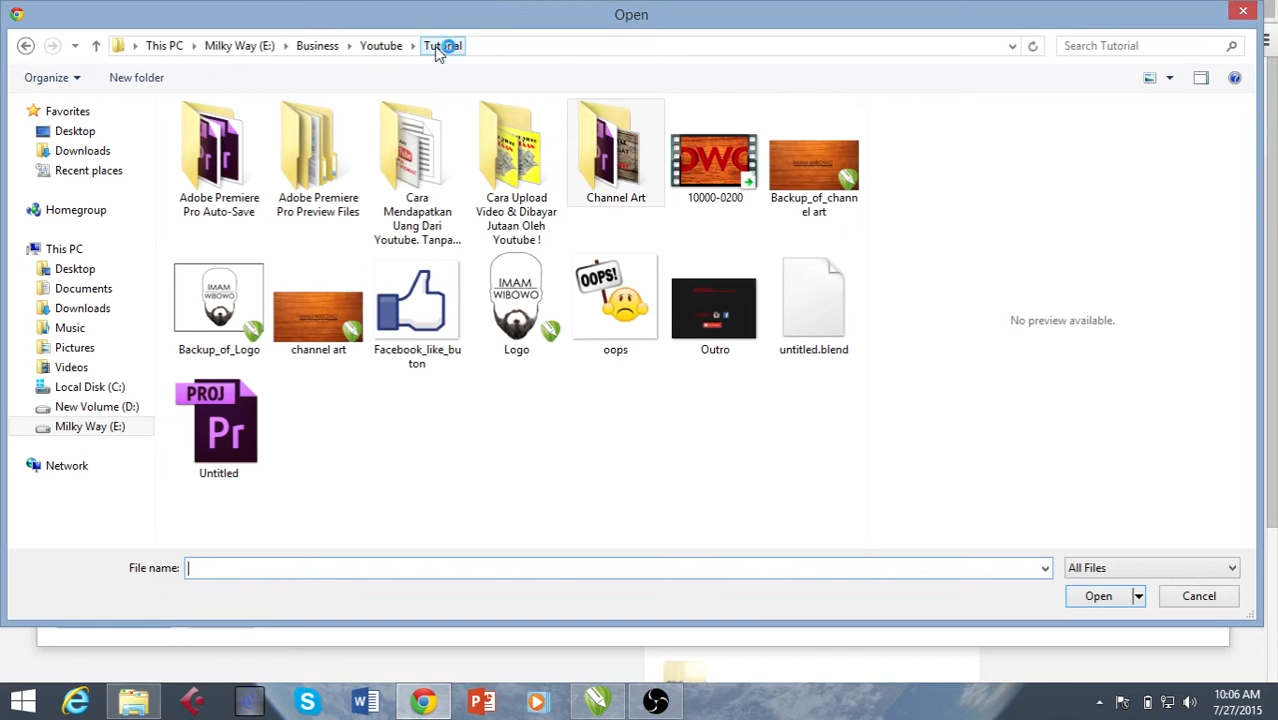 Open
This PC
Milky Way (E:)
Business
Youtube
Tutorial
Search Tutorial
Organize
New folder
Favorites
Desktop
Downloads
Recent places
Homegroup
This PC
Desktop
Documents
Downloads
Music
Pictures
Videos
Local Disk (C:)
New Volume (D:)
Milky Way (E:)
Network
Adobe Premiere
Pro Auto-Save
Adobe Premiere
Pro Preview Files
Cara
Mendapatkan
Uang Dari
Youtube. Tanpa...
Cara Upload
Video & Dibayar
Jutaan Oleh
Youtube !
Channel Art
10000-0200
Backup_of_chann
el art
IMAM
WIBOWO
Backup_of_Logo
channel art
Facebook_like_bu
tton
IMAM
WIBOWO
Logo
OOPS!
oops
Outro
untitled.blend
PROJ
Pr
Untitled
No preview available.
File name:
All Files
Open
Cancel
10:06 AM
7/27/2015